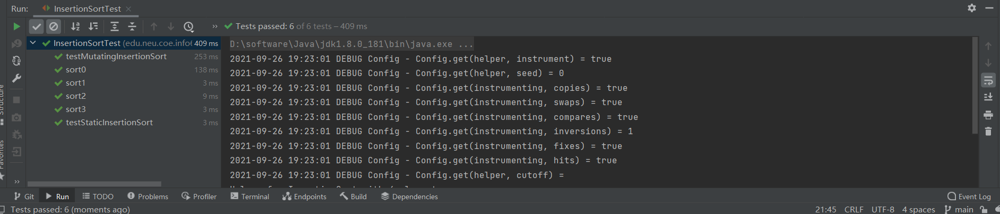 Run: InsertionSortTest
Tests passed: 6 of 6 tests – 409 ms
InsertionSortTest (edu.neu.coe.info6 409 ms
testMutatingInsertionSort 253 ms
sort0 138 ms
sort1 3 ms
sort2 9 ms
sort3 3 ms
testStaticInsertionSort 3 ms
D:\software\Java\jdk1.8.0_181\bin\java.exe ...
2021-09-26 19:23:01 DEBUG Config - Config.get(helper, instrument) = true
2021-09-26 19:23:01 DEBUG Config - Config.get(helper, seed) = 0
2021-09-26 19:23:01 DEBUG Config - Config.get(instrumenting, copies) = true
2021-09-26 19:23:01 DEBUG Config - Config.get(instrumenting, swaps) = true
2021-09-26 19:23:01 DEBUG Config - Config.get(instrumenting, compares) = true
2021-09-26 19:23:01 DEBUG Config - Config.get(instrumenting, inversions) = 1
2021-09-26 19:23:01 DEBUG Config - Config.get(instrumenting, fixes) = true
2021-09-26 19:23:01 DEBUG Config - Config.get(instrumenting, hits) = true
2021-09-26 19:23:01 DEBUG Config - Config.get(helper, cutoff) =
Structure
Favorites
Git Run TODO Problems Profiler Terminal Endpoints Build Dependencies Event Log
Tests passed: 6 (moments ago) 21:45 CRLF UTF-8 4 spaces main